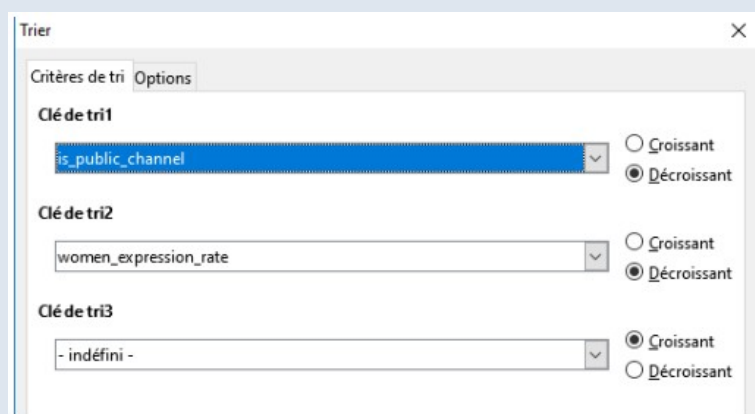 Trier
Critères de tri Options
Clé de tri1
is_public_channel
Croissant
Décroissant
Clé de tri2
women_expression_rate
Croissant
Décroissant
Clé de tri3
- indéfini -
Croissant
Décroissant